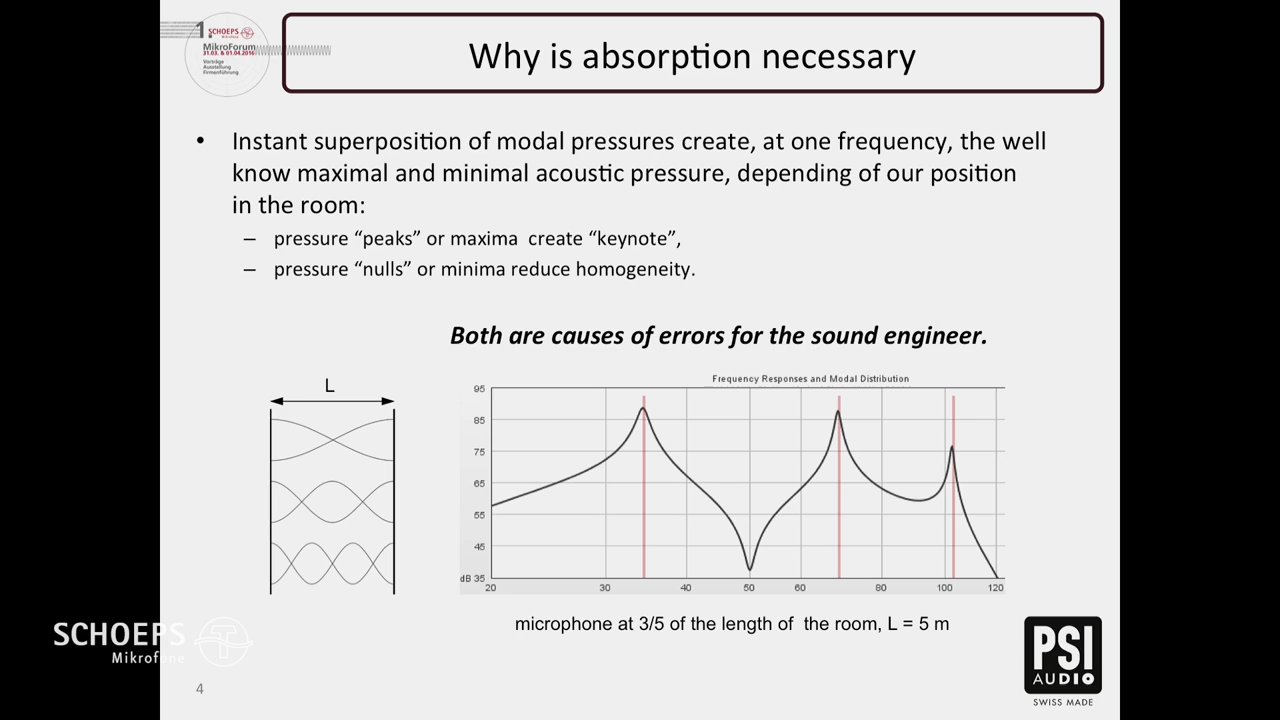 1.
SCHOEPS
Mikrofone
MikroForum
31.03. & 01.04.2016
Vorträge
Ausstellung
Firmenführung
Why is absorption necessary
• Instant superposition of modal pressures create, at one frequency, the well
know maximal and minimal acoustic pressure, depending of our position
in the room:
– pressure “peaks” or maxima create “keynote”,
– pressure “nulls” or minima reduce homogeneity.
Both are causes of errors for the sound engineer.
L
Frequency Responses and Modal Distribution
95
85
75
65
55
45
dB 35
20 30 40 50 60 80 100 120
microphone at 3/5 of the length of the room, L = 5 m
SCHOEPS
Mikrofone
PSI
AUDIO
SWISS MADE
4